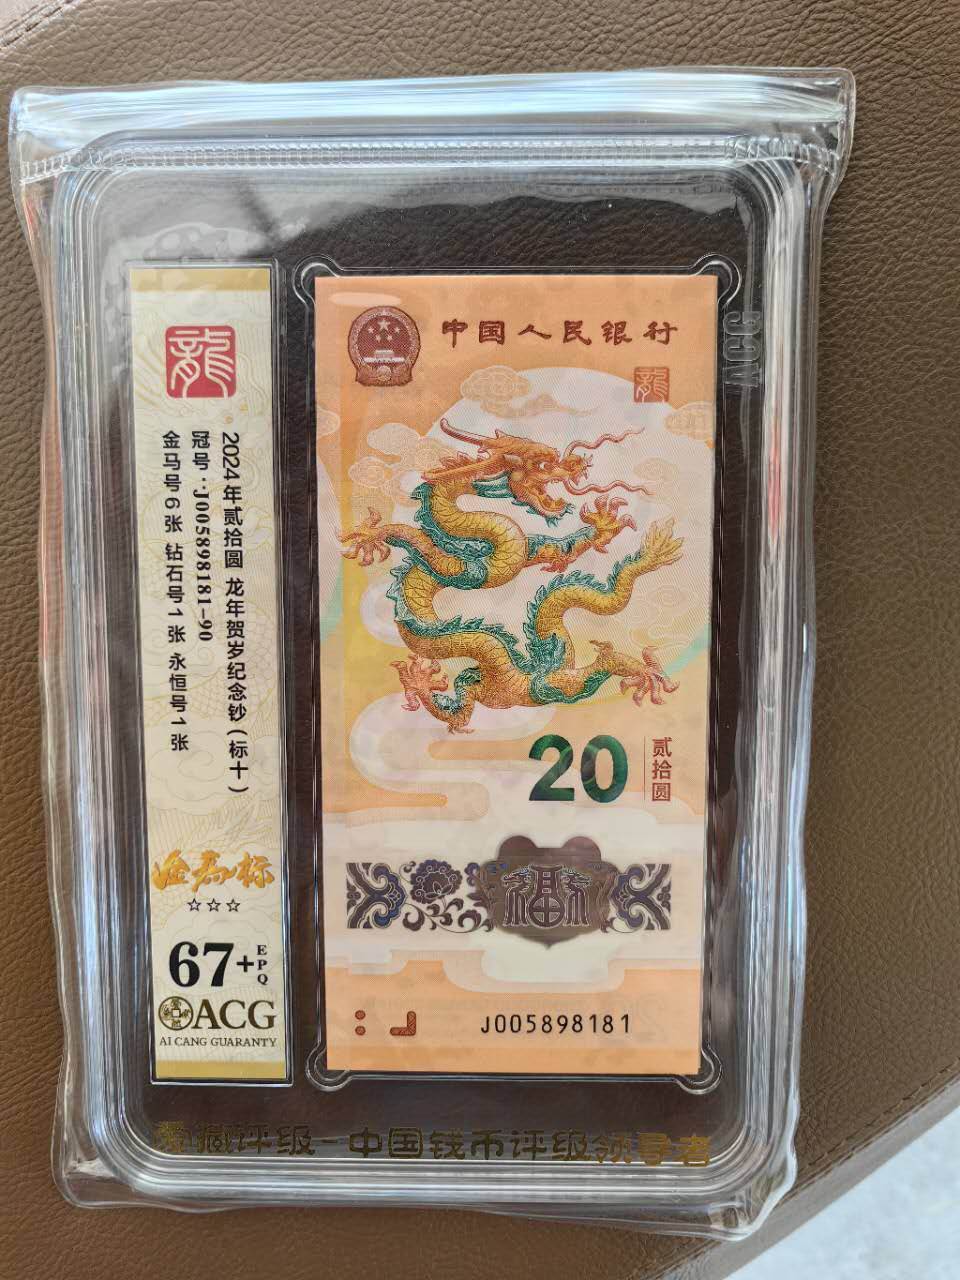 龍
2024年贰拾圆 龙年贺岁纪念钞(标十)
冠号·J005898181-90
金马号6张 钻石号1张 永恒号1张
金马标
☆☆☆
67+EPQ
ACG
AI CANG GUARANTY
中国人民银行
龍
20
贰拾圆
福
J005898181
ACG
爱藏评级-中国钱币评级领导者